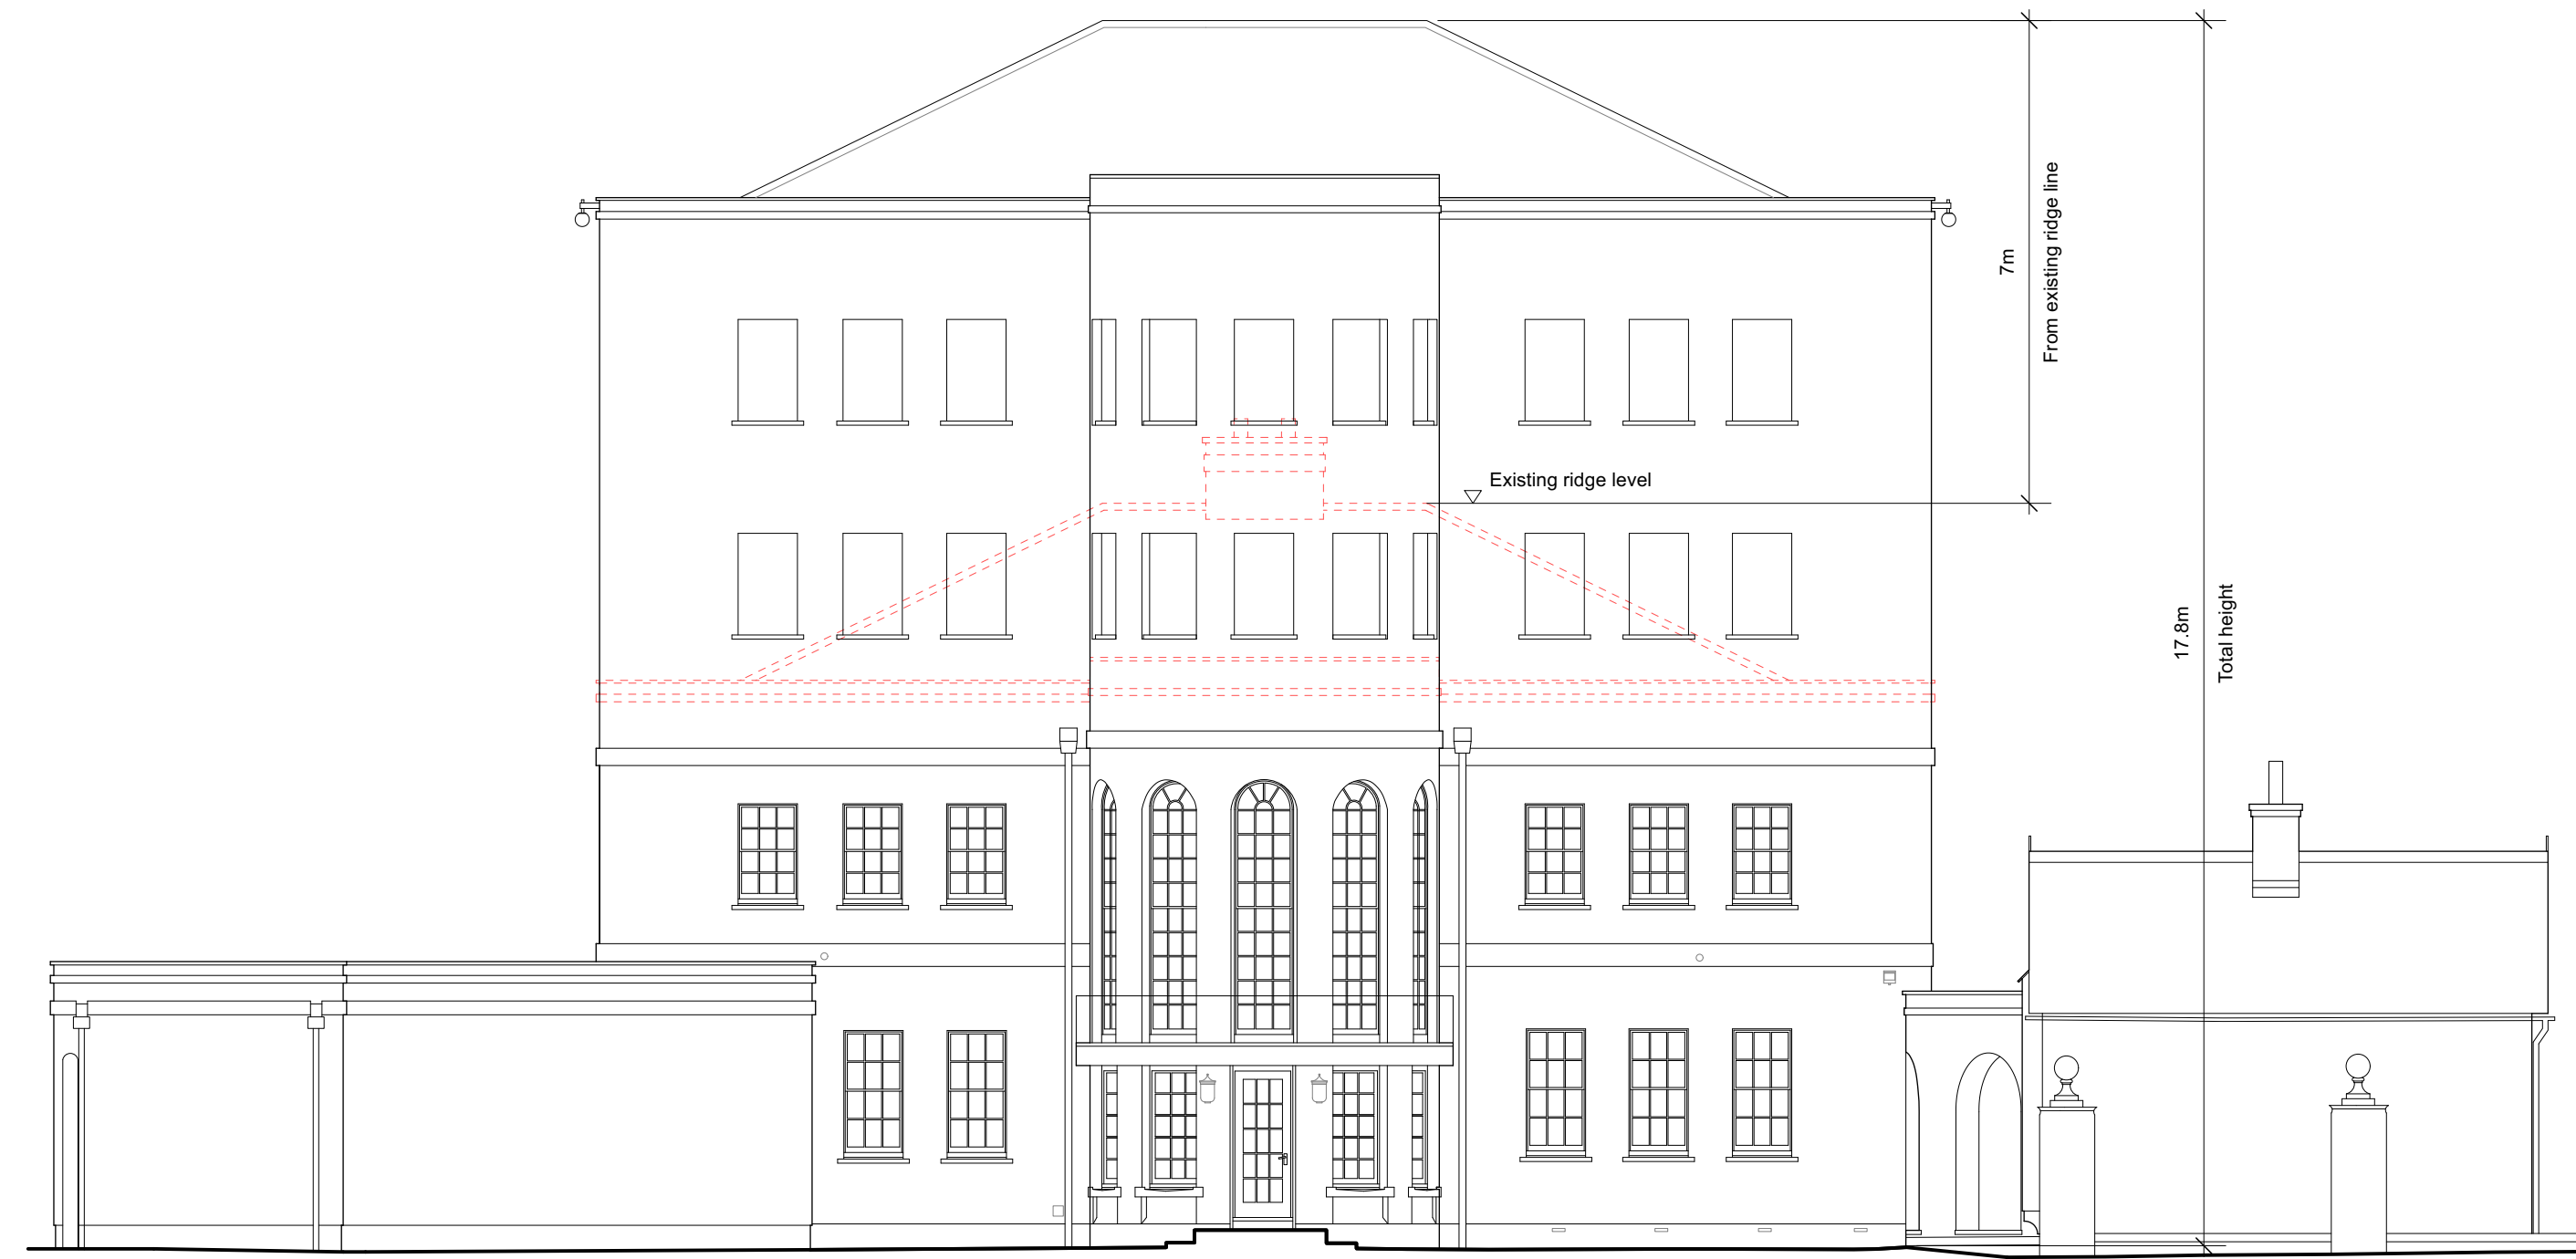 7m
From existing ridge line
Existing ridge level
17.8m
Total height